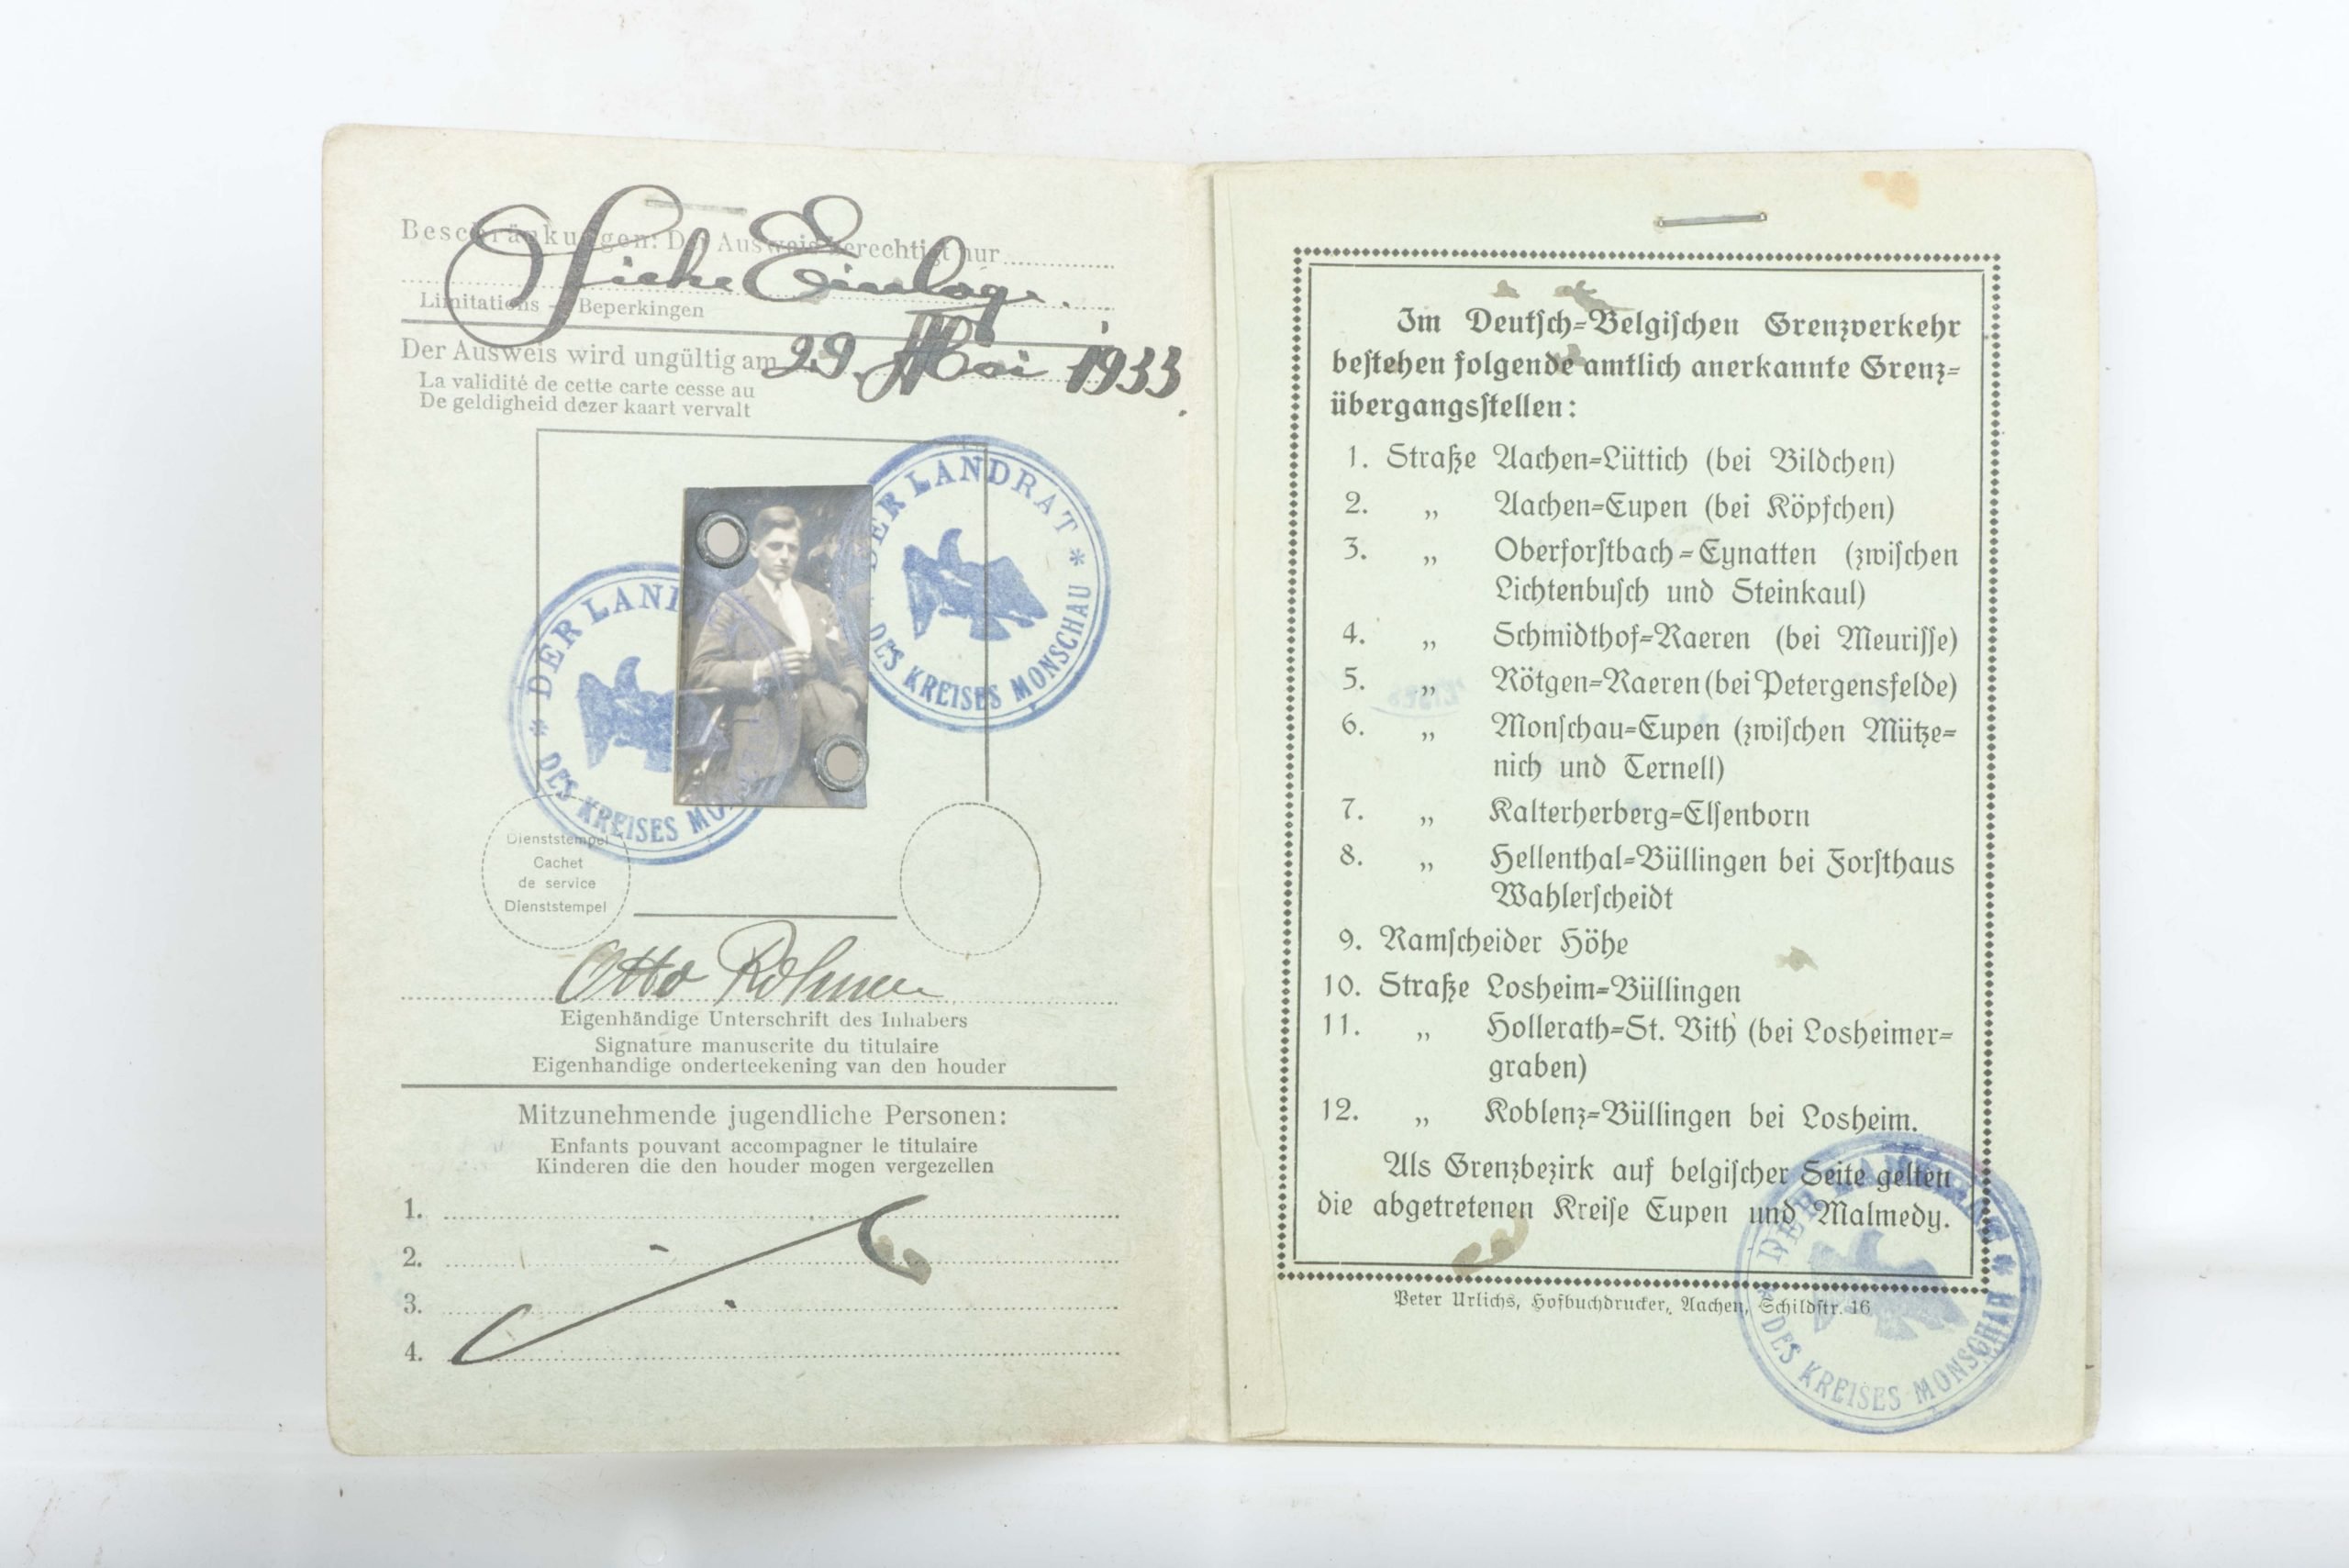 Beschränkungen: Der Ausweis berechtigt nur
Siehe Einlage.
Limitations — Beperkingen
Der Ausweis wird ungültig am 29. Mai 1933.
La validité de cette carte cesse au
De geldigheid dezer kaart vervalt
DER LANDRAT * DES KREISES MONSCHAU *
* DER LAND
DES KREISES MO
Dienststempel
Cachet
de service
Dienststempel
Otto
Eigenhändige Unterschrift des Inhabers
Signature manuscrite du titulaire
Eigenhandige onderteekening van den houder
Mitzunehmende jugendliche Personen:
Enfants pouvant accompagner le titulaire
Kinderen die den houder mogen vergezellen
1.
2.
3.
4.
Im Deutsch-Belgischen Grenzverkehr
bestehen folgende amtlich anerkannte Grenz-
übergangsstellen:
1. Straße Aachen-Lüttich (bei Bildchen)
2. „ Aachen-Eupen (bei Köpfchen)
3. „ Oberforstbach-Eynatten (zwischen
Lichtenbusch und Steinkaul)
4. „ Schmidthof-Raeren (bei Meurisse)
5. „ Rötgen-Raeren (bei Petergensfelde)
6. „ Monschau-Eupen (zwischen Mütze-
nich und Ternell)
7. „ Kalterherberg-Elsenborn
8. „ Hellenthal-Büllingen bei Forsthaus
Wahlerscheidt
9. Ramscheider Höhe
10. Straße Losheim-Büllingen
11. „ Hollerath-St. Vith (bei Losheimer-
graben)
12. „ Koblenz-Büllingen bei Losheim.
Als Grenzbezirk auf belgischer Seite gelten
die abgetretenen Kreise Eupen und Malmedy.
Peter Urlichs, Hofbuchdrucker, Aachen, Schildstr. 16
DER LANDRAT * DES KREISES MONSCHAU *